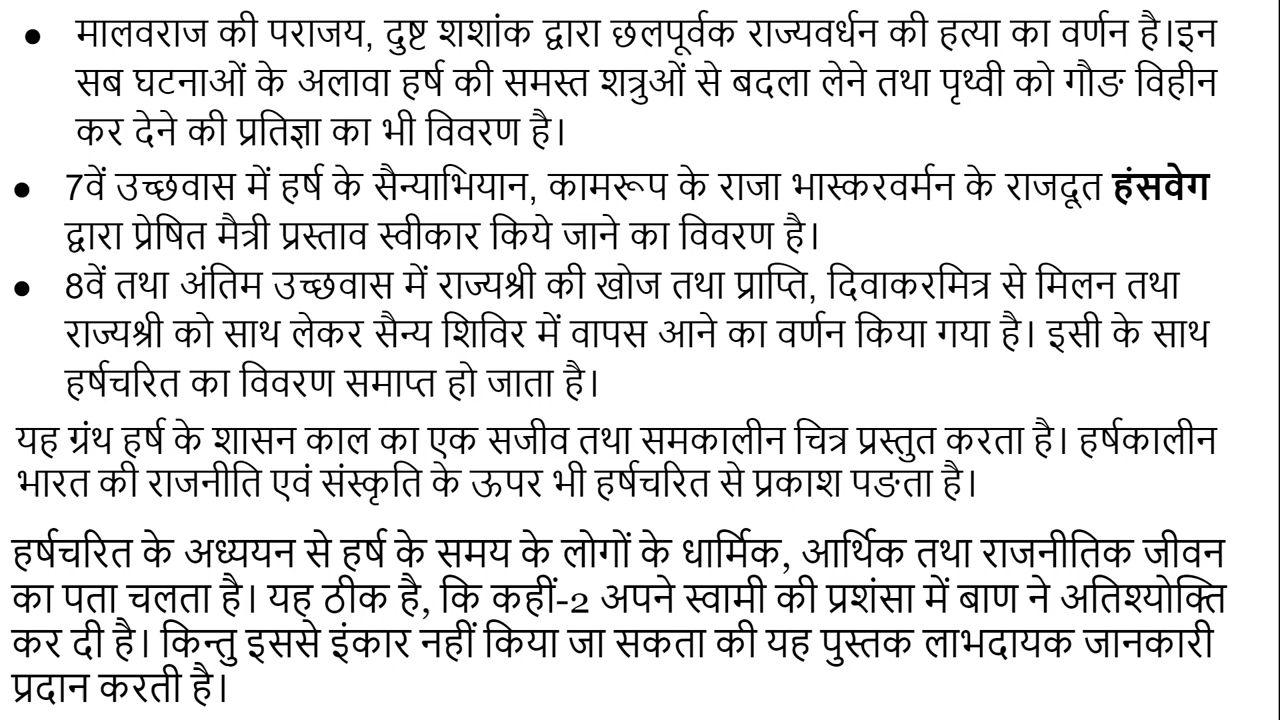 • मालवराज की पराजय, दुष्ट शशांक द्वारा छलपूर्वक राज्यवर्धन की हत्या का वर्णन है।इन
सब घटनाओं के अलावा हर्ष की समस्त शत्रुओं से बदला लेने तथा पृथ्वी को गौङ विहीन
कर देने की प्रतिज्ञा का भी विवरण है।
• 7वें उच्छवास में हर्ष के सैन्याभियान, कामरूप के राजा भास्करवर्मन के राजदूत हंसवेग
द्वारा प्रेषित मैत्री प्रस्ताव स्वीकार किये जाने का विवरण है।
• 8वें तथा अंतिम उच्छवास में राज्यश्री की खोज तथा प्राप्ति, दिवाकरमित्र से मिलन तथा
राज्यश्री को साथ लेकर सैन्य शिविर में वापस आने का वर्णन किया गया है। इसी के साथ
हर्षचरित का विवरण समाप्त हो जाता है।
यह ग्रंथ हर्ष के शासन काल का एक सजीव तथा समकालीन चित्र प्रस्तुत करता है। हर्षकालीन
भारत की राजनीति एवं संस्कृति के ऊपर भी हर्षचरित से प्रकाश पङता है।
हर्षचरित के अध्ययन से हर्ष के समय के लोगों के धार्मिक, आर्थिक तथा राजनीतिक जीवन
का पता चलता है। यह ठीक है, कि कहीं-2 अपने स्वामी की प्रशंसा में बाण ने अतिश्योक्ति
कर दी है। किन्तु इससे इंकार नहीं किया जा सकता की यह पुस्तक लाभदायक जानकारी
प्रदान करती है।